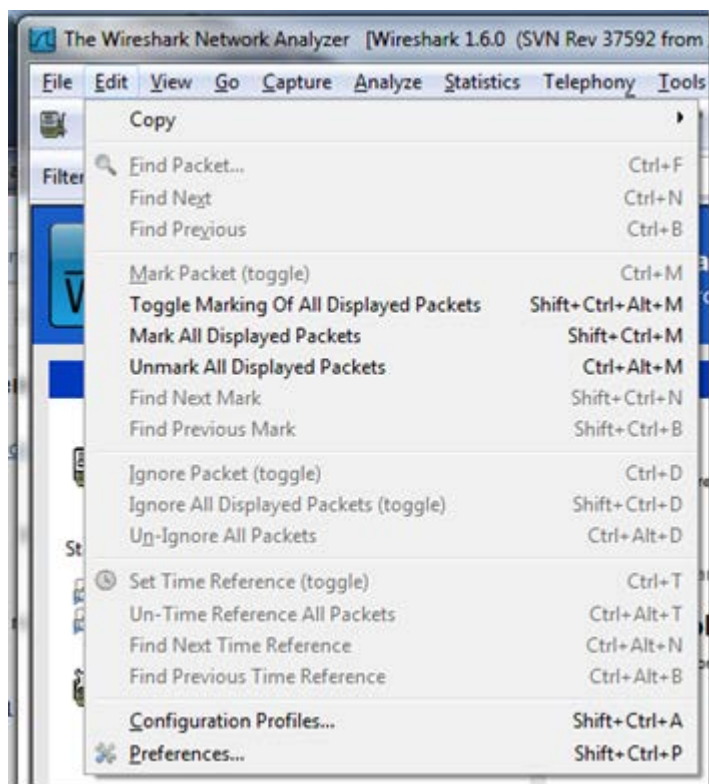 The Wireshark Network Analyzer [Wireshark 1.6.0 (SVN Rev 37592 from
File Edit View Go Capture Analyze Statistics Telephony Tools
Filter
Copy
Find Packet... Ctrl+F
Find Next Ctrl+N
Find Previous Ctrl+B
Mark Packet (toggle) Ctrl+M
Toggle Marking Of All Displayed Packets Shift+Ctrl+Alt+M
Mark All Displayed Packets Shift+Ctrl+M
Unmark All Displayed Packets Ctrl+Alt+M
Find Next Mark Shift+Ctrl+N
Find Previous Mark Shift+Ctrl+B
Ignore Packet (toggle) Ctrl+D
Ignore All Displayed Packets (toggle) Shift+Ctrl+D
Un-Ignore All Packets Ctrl+Alt+D
Set Time Reference (toggle) Ctrl+T
Un-Time Reference All Packets Ctrl+Alt+T
Find Next Time Reference Ctrl+Alt+N
Find Previous Time Reference Ctrl+Alt+B
Configuration Profiles... Shift+Ctrl+A
Preferences... Shift+Ctrl+P